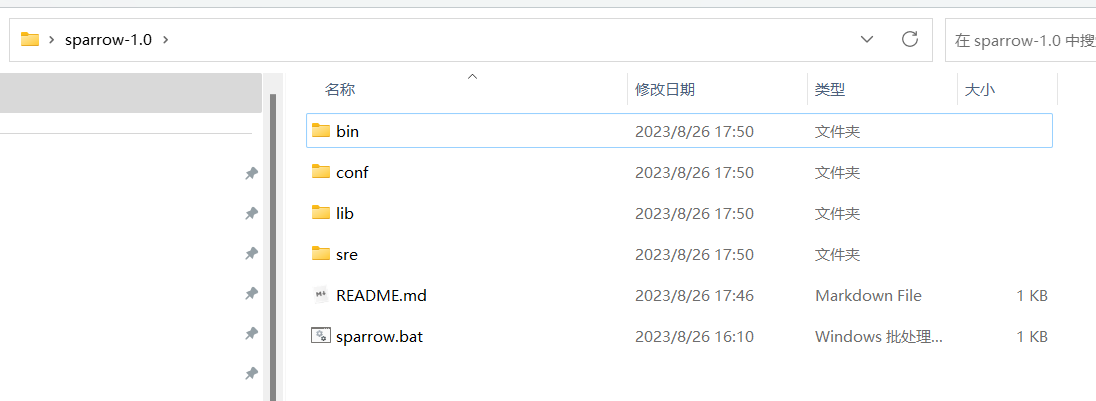 sparrow-1.0
在 sparrow-1.0 中搜
名称 修改日期 类型 大小
bin 2023/8/26 17:50 文件夹
conf 2023/8/26 17:50 文件夹
lib 2023/8/26 17:50 文件夹
sre 2023/8/26 17:50 文件夹
README.md 2023/8/26 17:46 Markdown File 1 KB
sparrow.bat 2023/8/26 16:10 Windows 批处理... 1 KB